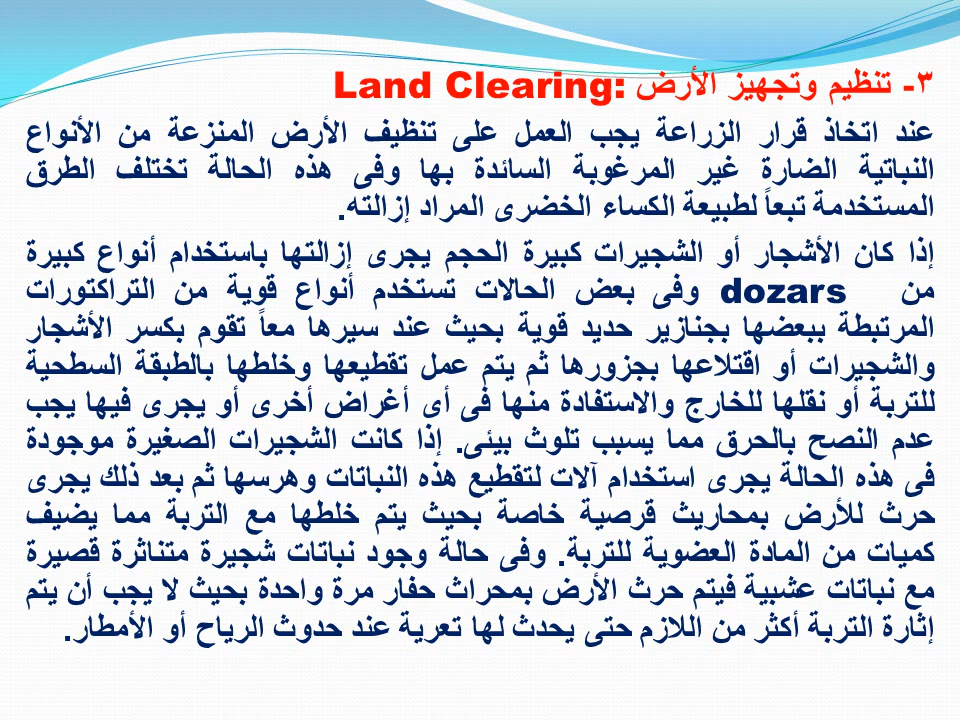 ٣- تنظيم وتجهيز الأرض Land Clearing:
عند اتخاذ قرار الزراعة يجب العمل على تنظيف الأرض المنزعة من الأنواع
النباتية الضارة غير المرغوبة السائدة بها وفى هذه الحالة تختلف الطرق
المستخدمة تبعاً لطبيعة الكساء الخضرى المراد إزالته.
إذا كان الأشجار أو الشجيرات كبيرة الحجم يجرى إزالتها باستخدام أنواع كبيرة
من dozars وفى بعض الحالات تستخدم أنواع قوية من التراكتورات
المرتبطة ببعضها بجنازير حديد قوية بحيث عند سيرها معاً تقوم بكسر الأشجار
والشجيرات أو اقتلاعها بجزورها ثم يتم عمل تقطيعها وخلطها بالطبقة السطحية
للتربة أو نقلها للخارج والاستفادة منها فى أى أغراض أخرى أو يجرى فيها يجب
عدم النصح بالحرق مما يسبب تلوث بيئى. إذا كانت الشجيرات الصغيرة موجودة
فى هذه الحالة يجرى استخدام آلات لتقطيع هذه النباتات وهرسها ثم بعد ذلك يجرى
حرث للأرض بمحاريث قرصية خاصة بحيث يتم خلطها مع التربة مما يضيف
كميات من المادة العضوية للتربة. وفى حالة وجود نباتات شجيرة متناثرة قصيرة
مع نباتات عشبية فيتم حرث الأرض بمحراث حفار مرة واحدة بحيث لا يجب أن يتم
إثارة التربة أكثر من اللازم حتى يحدث لها تعرية عند حدوث الرياح أو الأمطار.